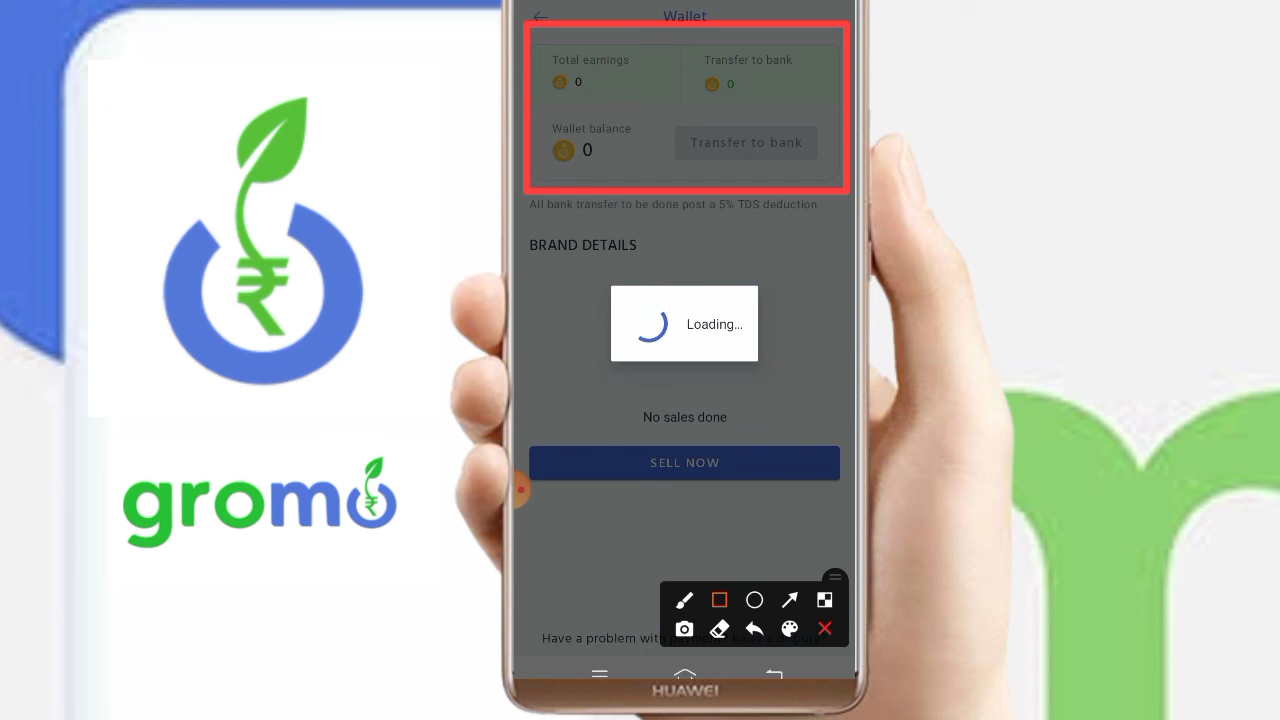 Wallet
Total earnings
0
Transfer to bank
0
Wallet balance
0
Transfer to bank
All bank transfer to be done post a 5% TDS deduction
BRAND DETAILS
Loading...
No sales done
SELL NOW
Have a problem with
HUAWEI
gromo